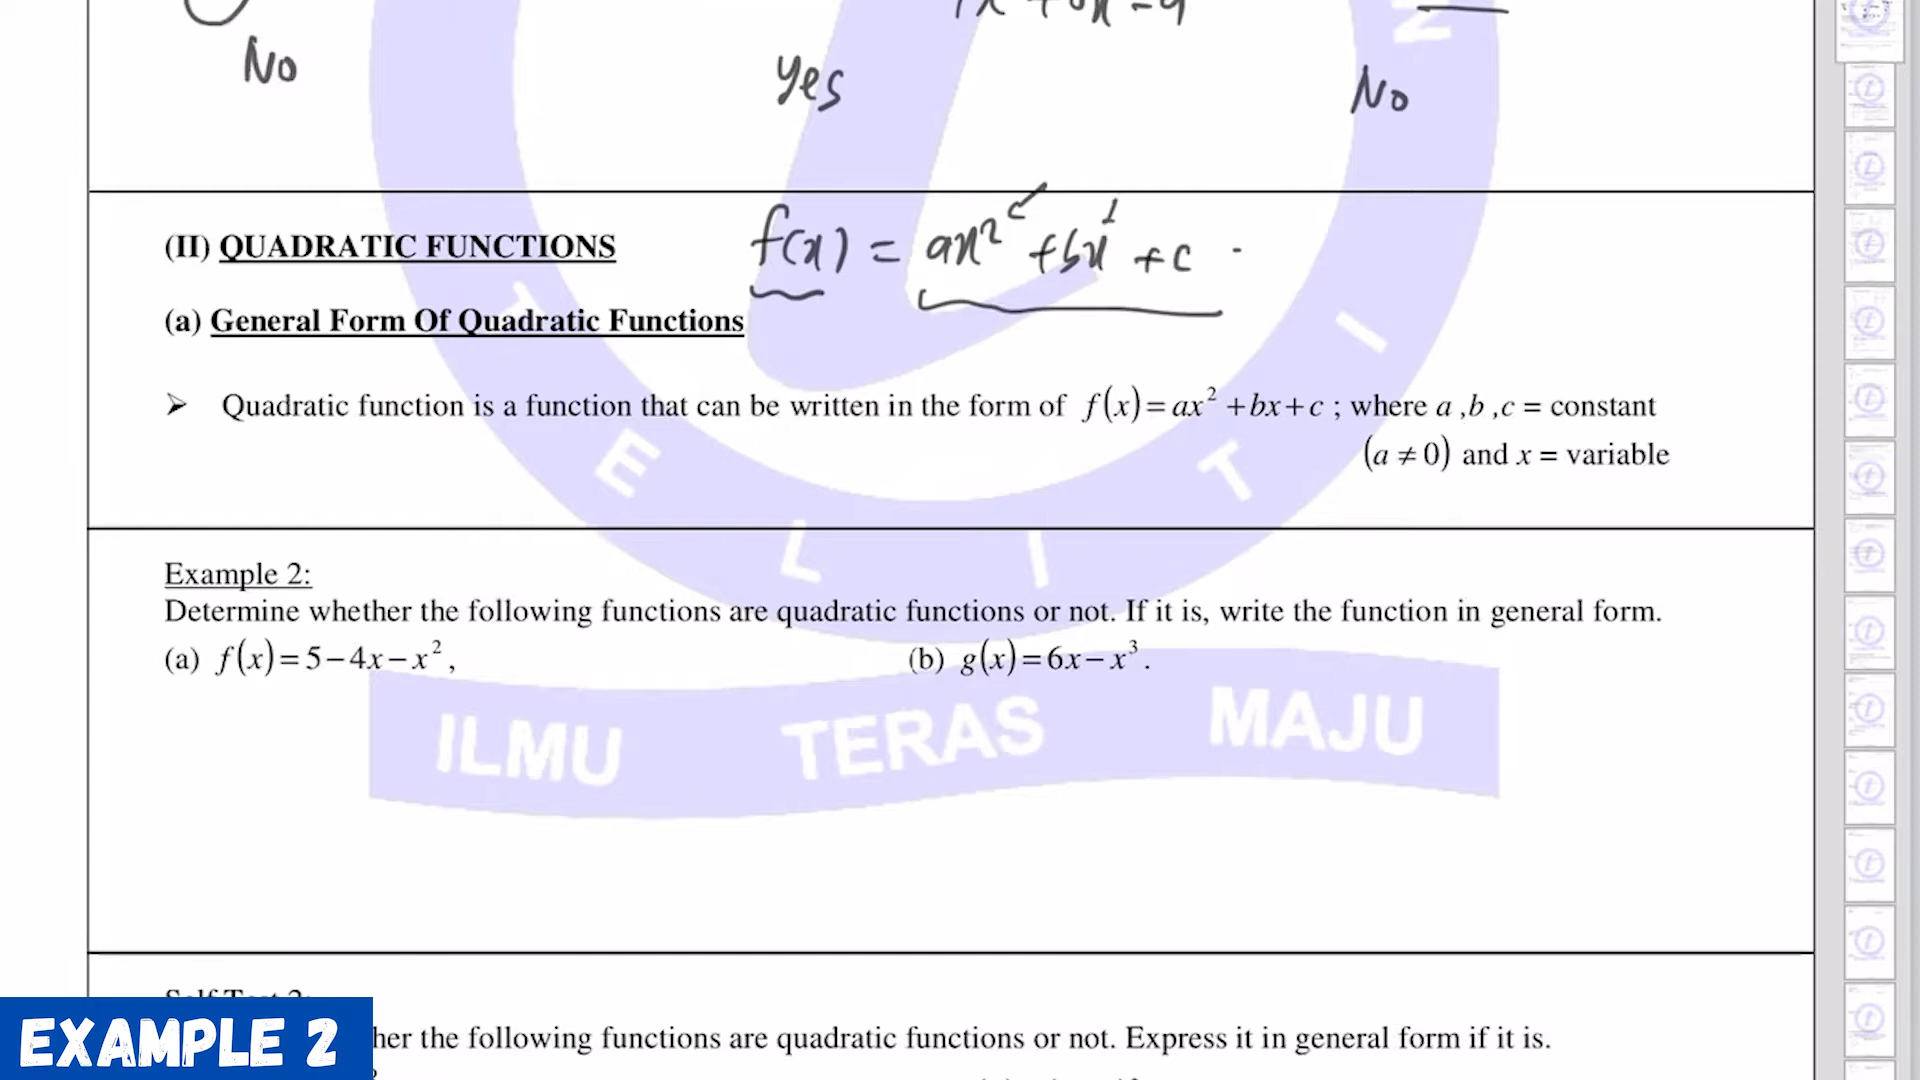 No
yes
No
(II) QUADRATIC FUNCTIONS
f(x) = ax² + bx¹ + c
(a) General Form Of Quadratic Functions
➢ Quadratic function is a function that can be written in the form of f(x)=ax² +bx+c ; where a ,b ,c = constant
(a ≠ 0) and x = variable
Example 2:
Determine whether the following functions are quadratic functions or not. If it is, write the function in general form.
(a) f(x)=5−4x−x² ,
(b) g(x)=6x−x³ .
TELITI
ILMU TERAS MAJU
EXAMPLE 2
her the following functions are quadratic functions or not. Express it in general form if it is.